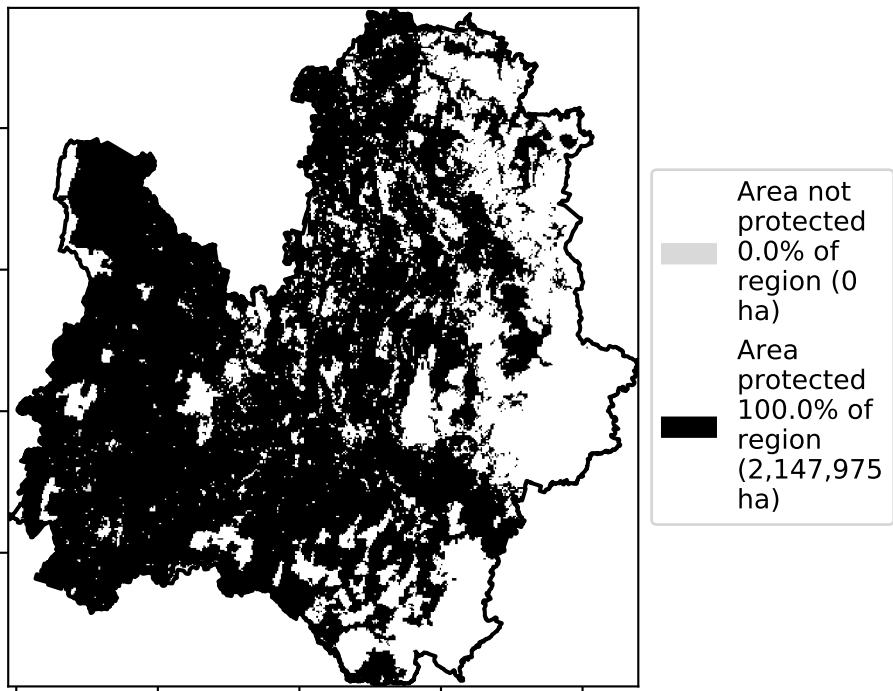 Area not
protected
0.0% of
region (0
ha)
Area
protected
100.0% of
region
(2,147,975
ha)